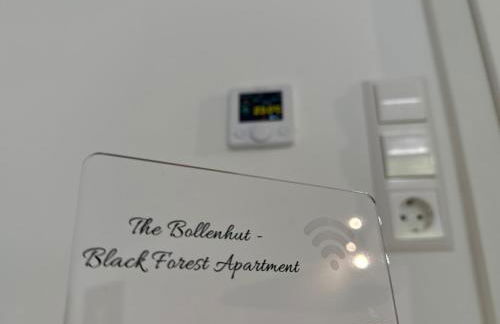 The Bollenhut -
Black Forest Apartment